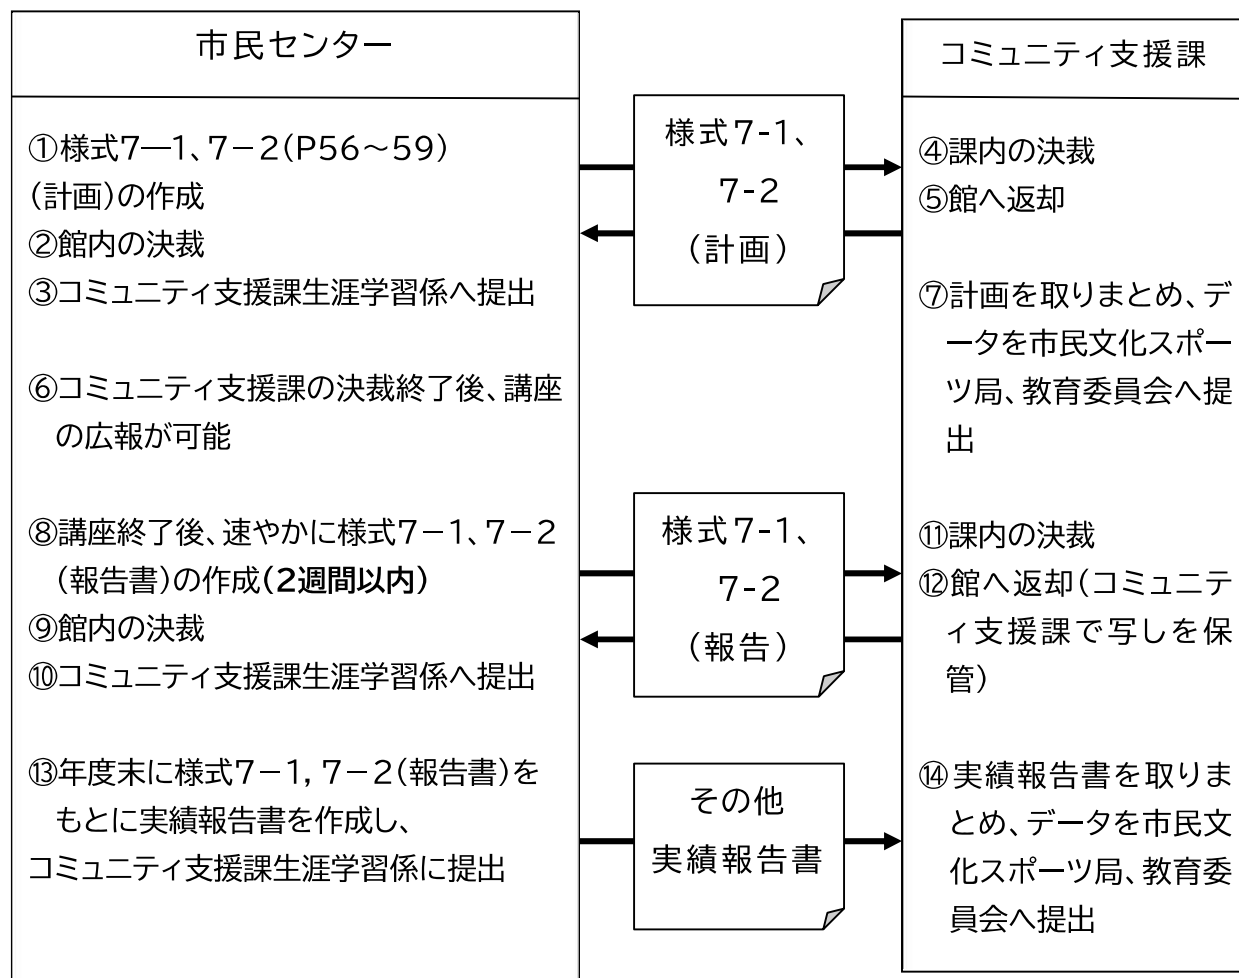 市民センター
①様式7―1、7－2(P56～59)
(計画)の作成
②館内の決裁
③コミュニティ支援課生涯学習係へ提出
⑥コミュニティ支援課の決裁終了後、講座
の広報が可能
⑧講座終了後、速やかに様式7－1、7－2
(報告書)の作成(2週間以内)
⑨館内の決裁
⑩コミュニティ支援課生涯学習係へ提出
⑬年度末に様式7－1,7－2(報告書)を
もとに実績報告書を作成し、
コミュニティ支援課生涯学習係に提出
様式7-1、
7-2
(計画)
様式7-1、
7-2
(報告)
その他
実績報告書
コミュニティ支援課
④課内の決裁
⑤館へ返却
⑦計画を取りまとめ、デ
ータを市民文化スポー
ツ局、教育委員会へ提
出
⑪課内の決裁
⑫館へ返却(コミュニテ
ィ支援課で写しを保
管)
⑭実績報告書を取りま
とめ、データを市民文
化スポーツ局、教育委
員会へ提出